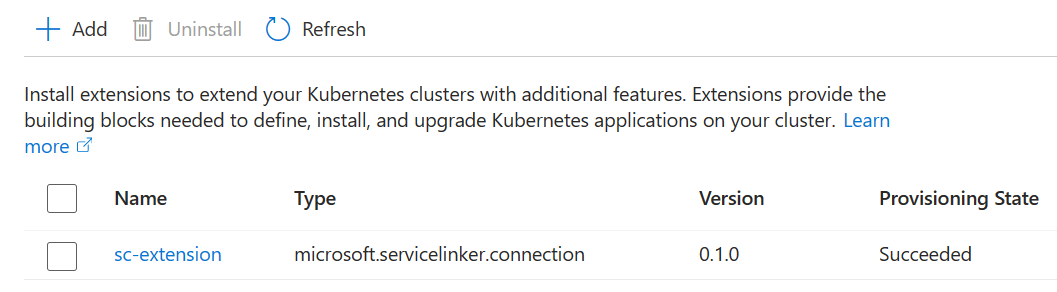 Add Uninstall Refresh
Install extensions to extend your Kubernetes clusters with additional features. Extensions provide the
building blocks needed to define, install, and upgrade Kubernetes applications on your cluster. Learn
more
Name Type Version Provisioning State
sc-extension microsoft.servicelinker.connection 0.1.0 Succeeded